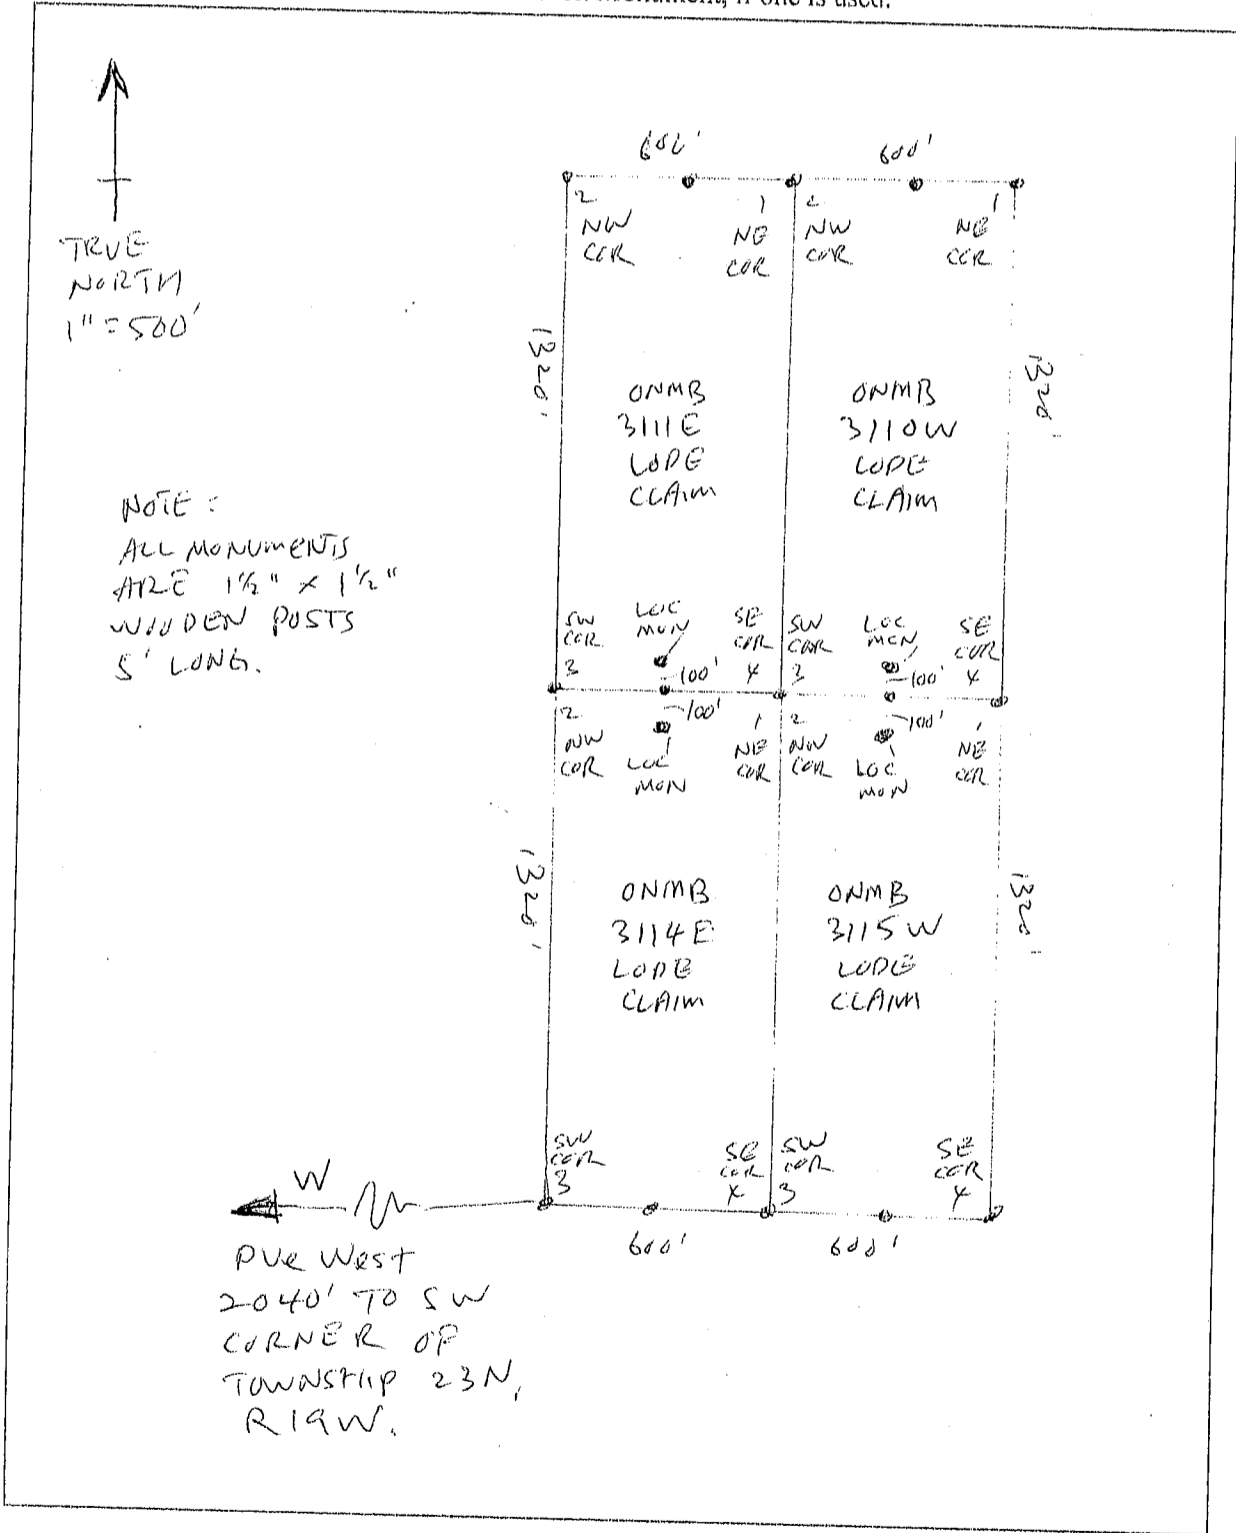 Monument, if one is used.
TRUE
NORTH
1" = 500'
600'
600'
2
NW
COR
1
NE
COR
2
NW
COR
1
NE
COR
1320'
1320'
ONMB
3111E
LODE
CLAIM
ONMB
3110W
LODE
CLAIM
NOTE:
ALL MONUMENTS
ARE 1½" x 1½"
WOODEN POSTS
5' LONG.
SW
COR
3
LOC
MON
100'
SE
COR
4
SW
COR
3
LOC
MON
100'
SE
COR
4
2
NW
COR
100'
LOC
MON
1
NE
COR
2
NW
COR
100'
LOC
MON
1
NE
COR
1320'
1320'
ONMB
3114E
LODE
CLAIM
ONMB
3115W
LODE
CLAIM
SW
COR
3
SE
COR
4
SW
COR
3
SE
COR
4
600'
600'
W
DUE West
2040' TO SW
CORNER OF
TOWNSHIP 23N,
R19W.